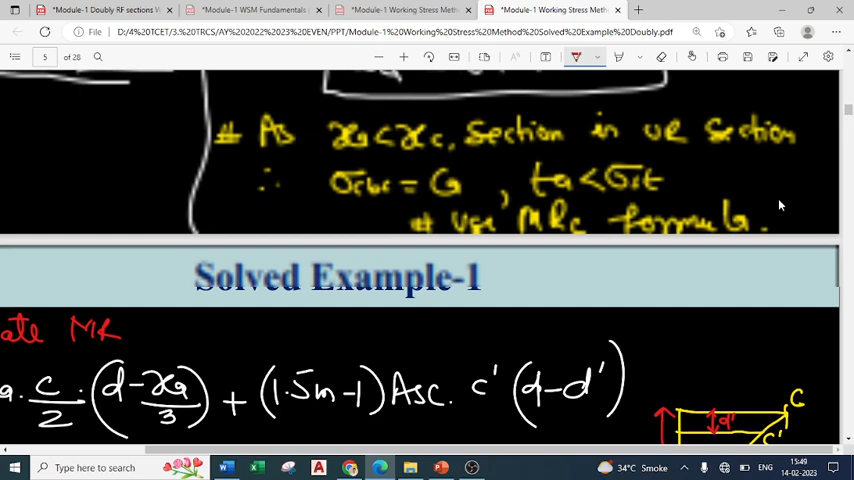 *Module-1 Doubly RF sections W
*Module-1 WSM Fundamentals
*Module-1 Working Stress Meth
*Module-1 Working Stress Meth
File
D:/4%20TCET/3.%20TRCS/AY%202022%2023%20EVEN/PPT/Module-1%20Working%20Stress%20Method%20Solved%20Example%20Doubly.pdf
5 of 28
# As xa < xc, Section in UR Section
∴ σcbc = Ca, ta < σst
# Use MRc formula.
Solved Example-1
ate MR
a. c/2 . (d - xa/3) + (1.5m - 1) Asc. c' (d - d')
C
d'
C'
Type here to search
34°C Smoke
ENG
15:49
14-02-2023